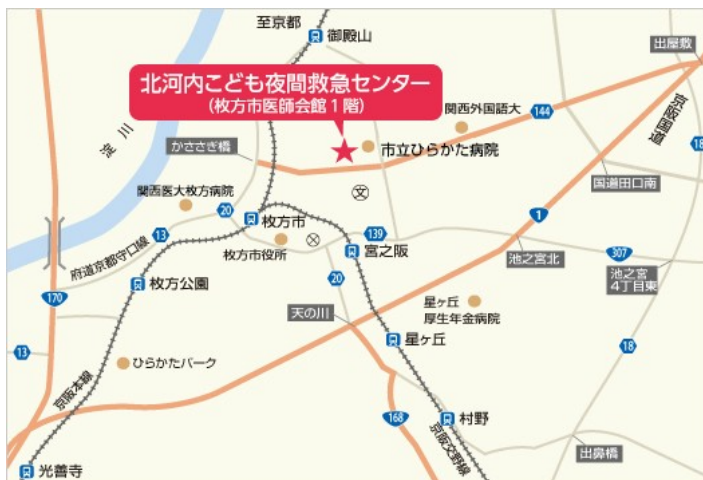 至京都
御殿山
出屋敷
北河内こども夜間救急センター
(枚方市医師会館1階)
関西外国語大
144
京阪国道
18
淀川
かささぎ橋
市立ひらかた病院
文
国道田口南
関西医大枚方病院
20
枚方市
1
13
139
府道京都守口線
枚方市役所
宮之阪
池之宮北
307
池之宮
4丁目東
20
枚方公園
170
天の川
星ヶ丘
厚生年金病院
星ヶ丘
13
ひらかたパーク
18
京阪本線
168
村野
京阪交野線
出鼻橋
光善寺